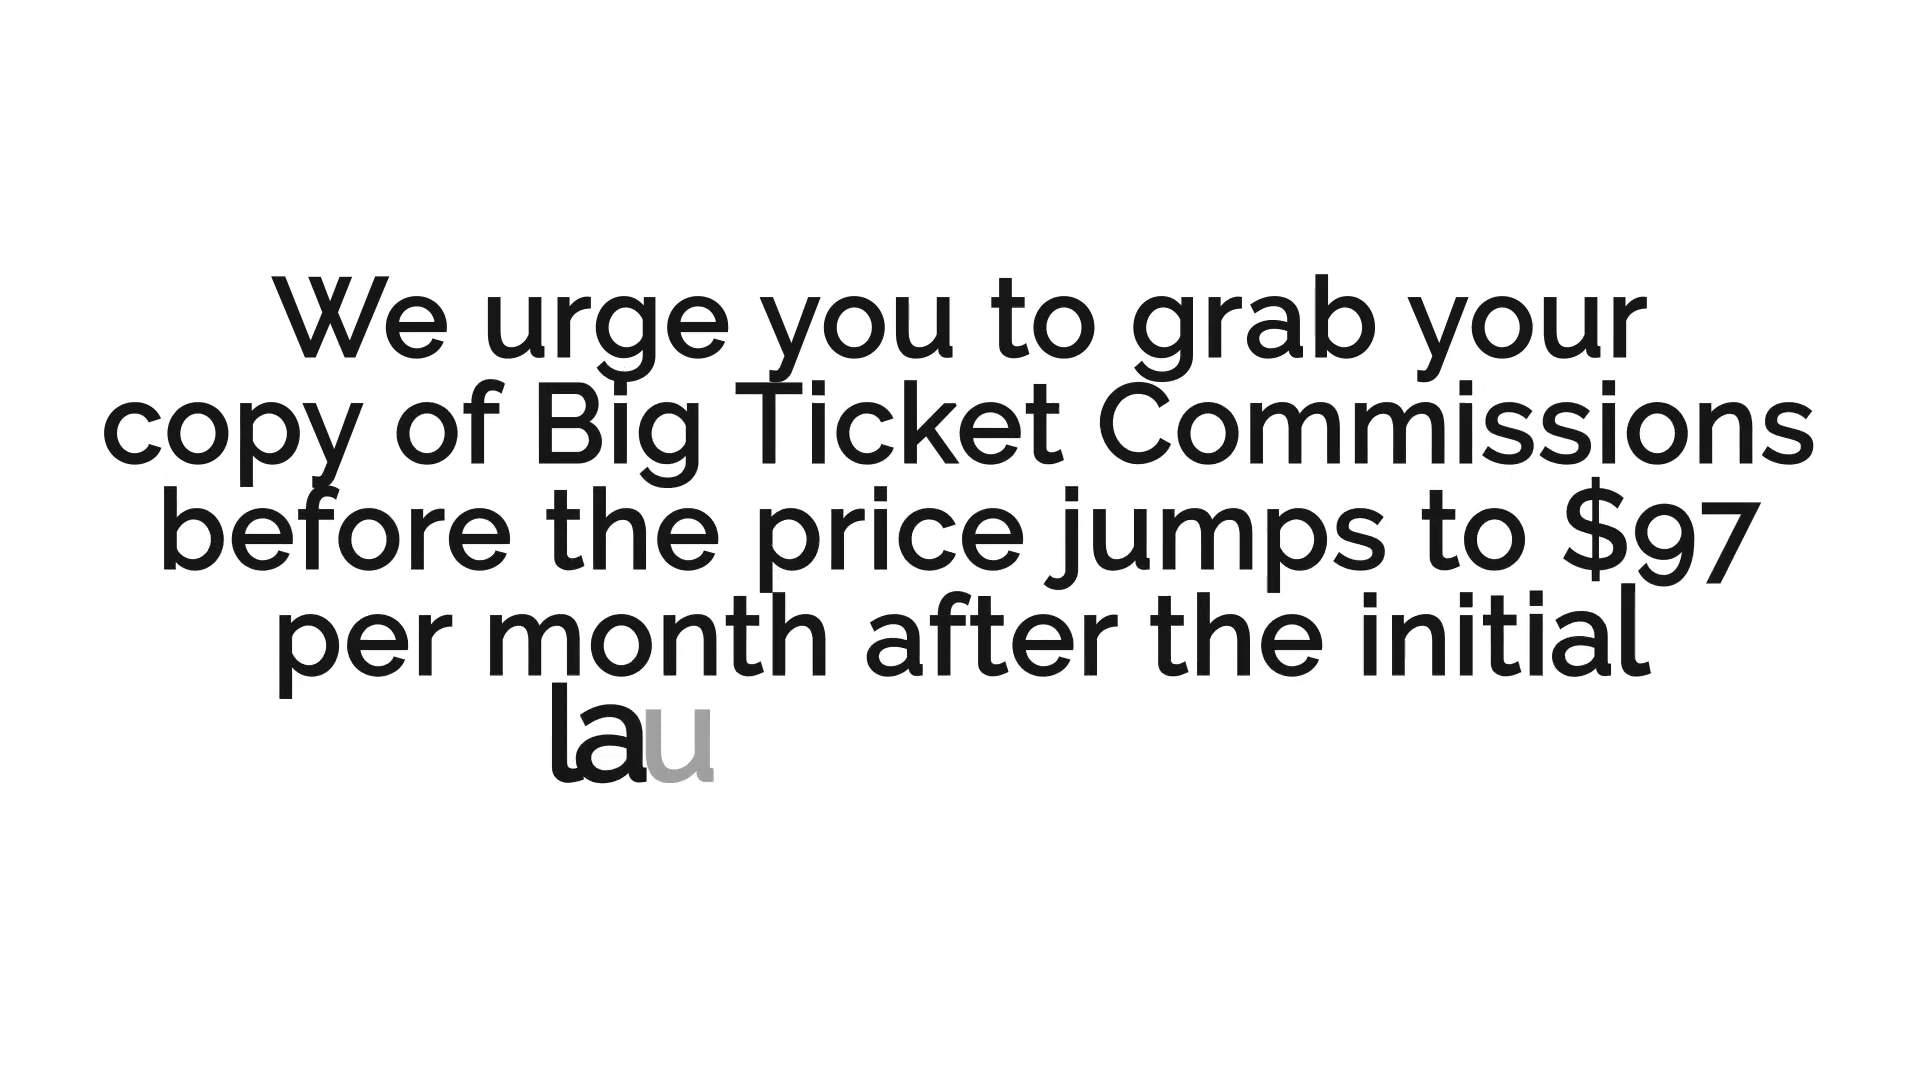 We urge you to grab your
copy of Big Ticket Commissions
before the price jumps to $97
per month after the initial
lau